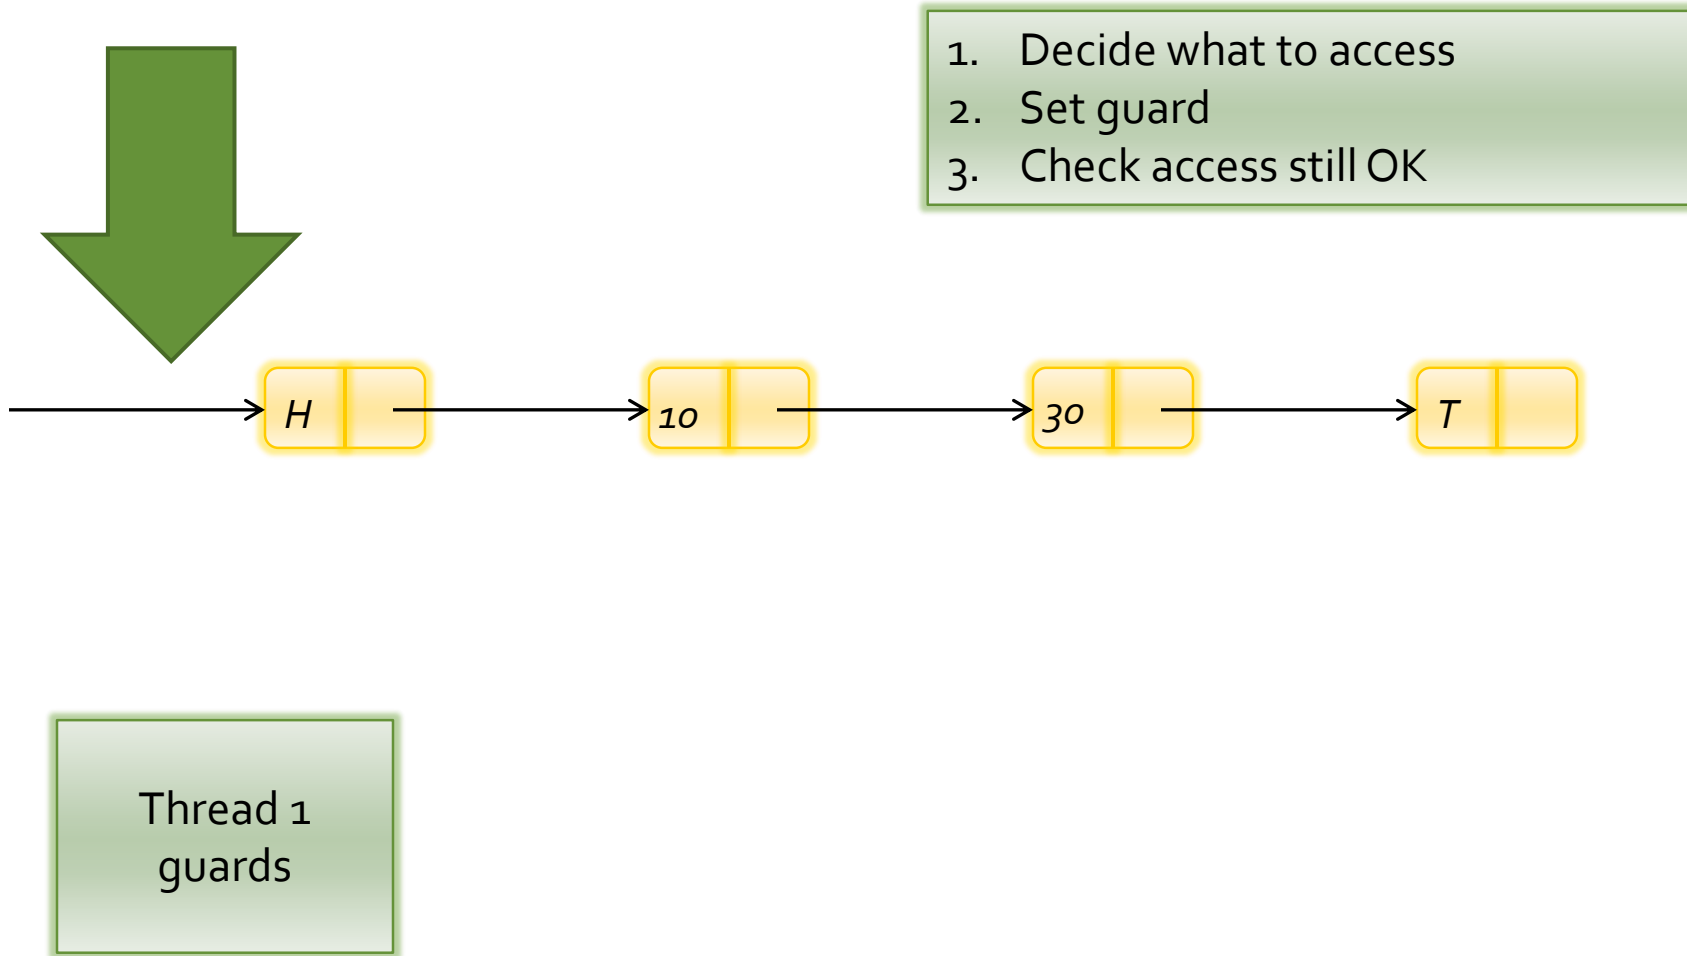 1. Decide what to access
2. Set guard
3. Check access still OK
H 10 30 T
Thread 1
guards